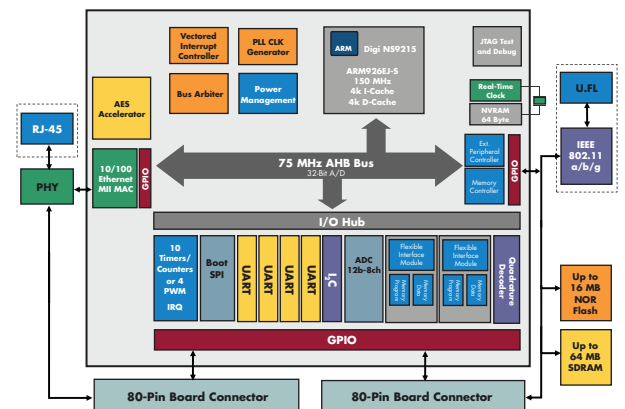 Vectored
Interrupt
Controller
PLL CLK
Generator
ARM
Digi NS9215
ARM926EJ-S
150 MHz
4k I-Cache
4k D-Cache
JTAG Test
and Debug
Bus Arbiter
Power
Management
Real-Time
Clock
NVRAM
64 Byte
U.FL
AES
Accelerator
RJ-45
IEEE
802.11
a/b/g
PHY
10/100
Ethernet
MII MAC
GPIO
75 MHz AHB Bus
32-Bit A/D
Ext.
Peripheral
Controller
Memory
Controller
GPIO
I/O Hub
10
Timers/
Counters
or 4
PWM
IRQ
Boot
SPI
UART
UART
UART
UART
I2C
ADC
12b-8ch
Flexible
Interface
Module
Memory
Program
Memory
Data
Flexible
Interface
Module
Memory
Program
Memory
Data
Quadrature
Decoder
GPIO
Up to
16 MB
NOR
Flash
Up to
64 MB
SDRAM
80-Pin Board Connector
80-Pin Board Connector